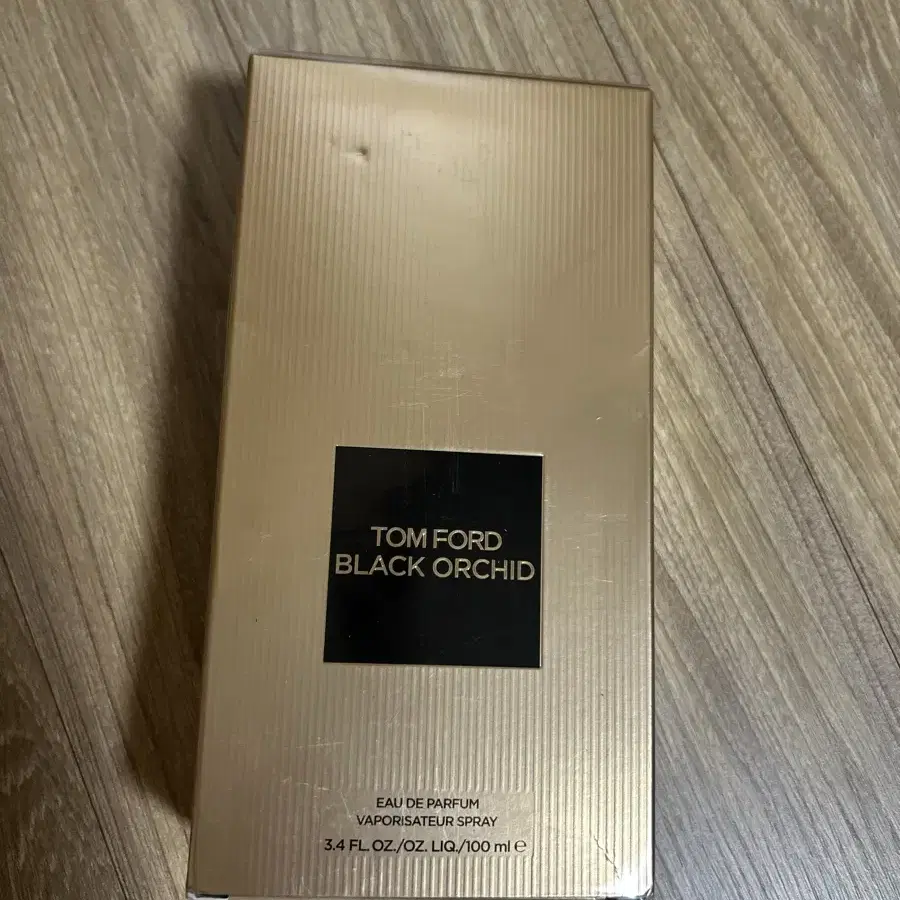 TOM FORD
BLACK ORCHID
EAU DE PARFUM
VAPORISATEUR SPRAY
3.4 FL. OZ./OZ. LIQ./100 ml ℮